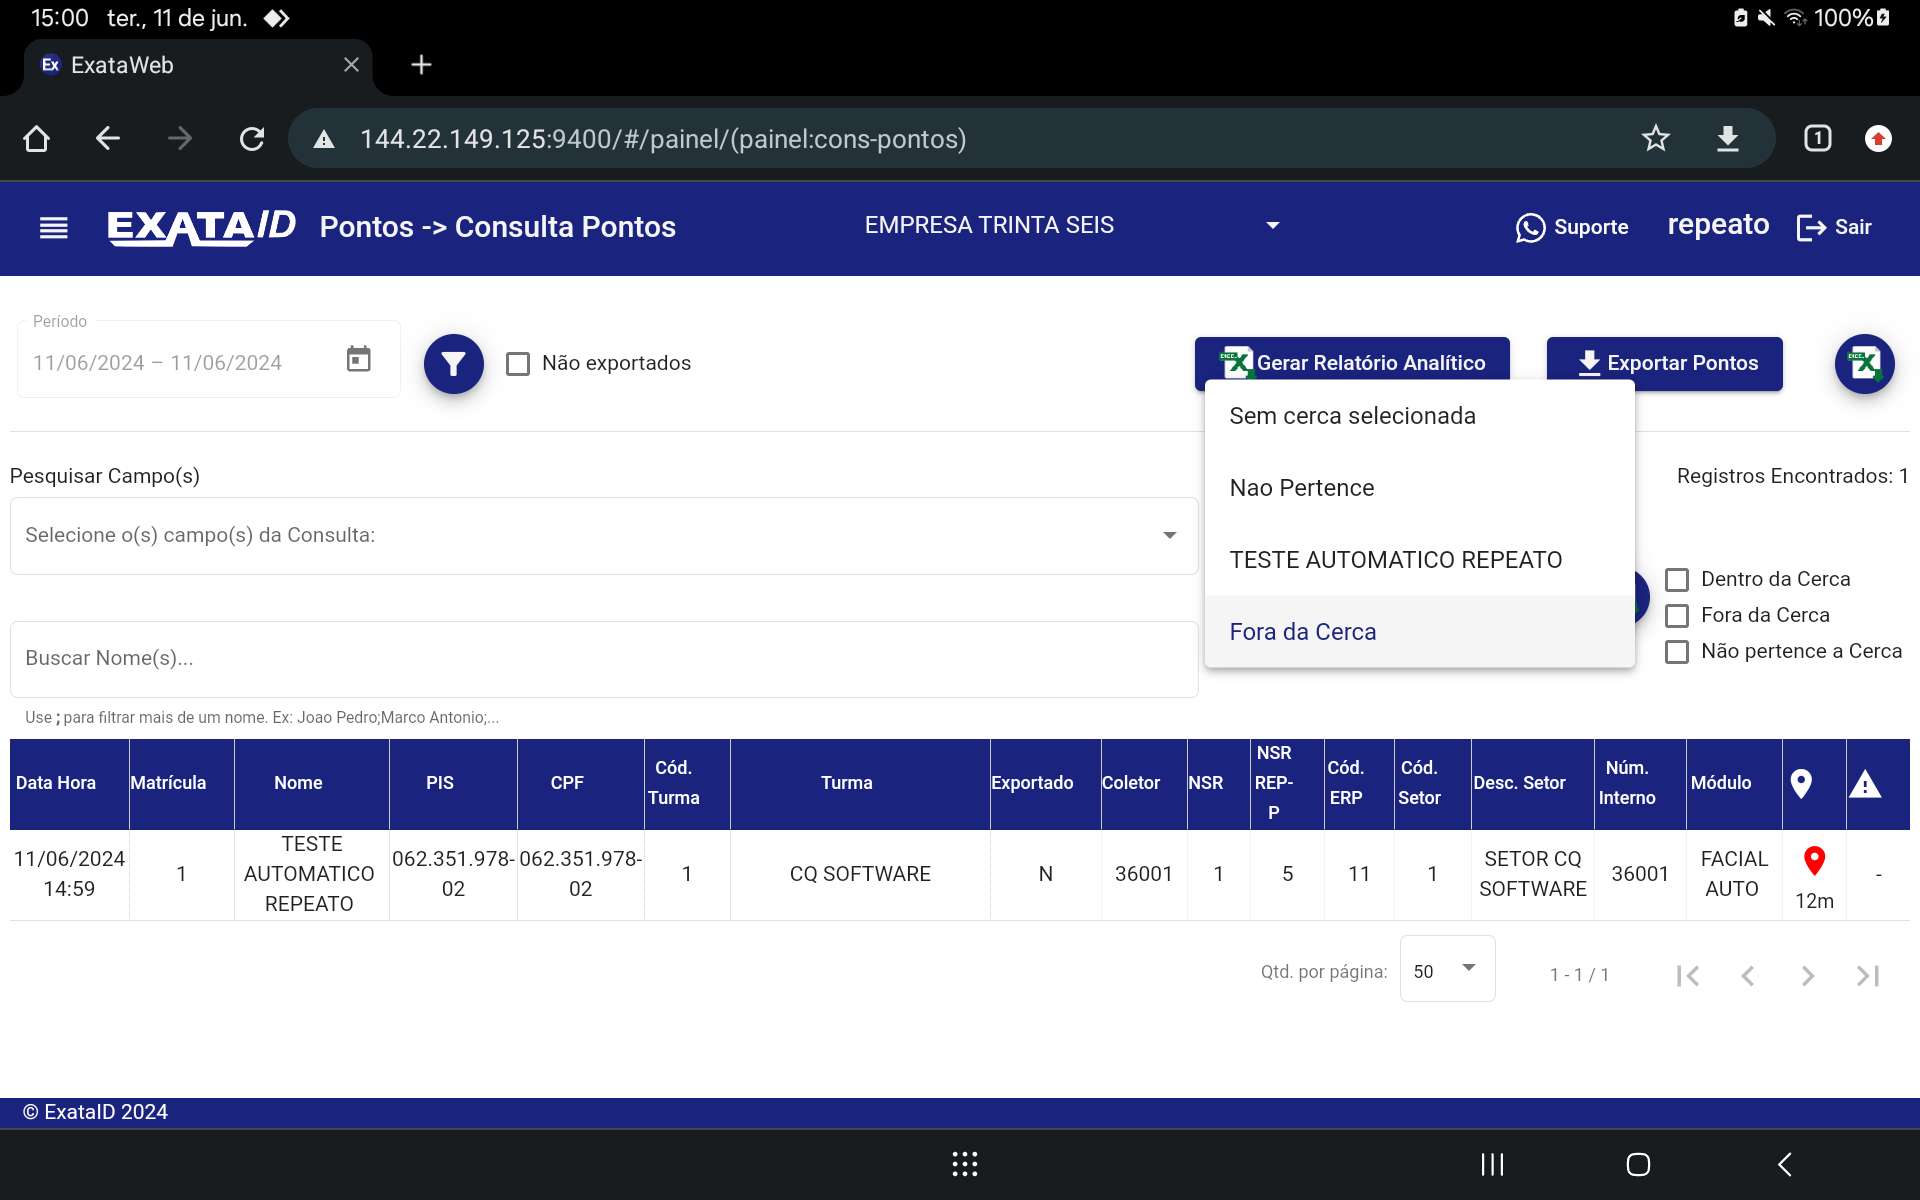 15:00 ter., 11 de jun.
100%
Ex ExataWeb
144.22.149.125:9400/#/painel/(painel:cons-pontos)
1
EXATAID Pontos -> Consulta Pontos
EMPRESA TRINTA SEIS
Suporte
repeato
Sair
Período
11/06/2024 – 11/06/2024
Não exportados
Gerar Relatório Analítico
Exportar Pontos
Sem cerca selecionada
Nao Pertence
TESTE AUTOMATICO REPEATO
Fora da Cerca
Pesquisar Campo(s)
Registros Encontrados: 1
Selecione o(s) campo(s) da Consulta:
Dentro da Cerca
Fora da Cerca
Não pertence a Cerca
Buscar Nome(s)...
Use ; para filtrar mais de um nome. Ex: Joao Pedro;Marco Antonio;...
Data Hora
Matrícula
Nome
PIS
CPF
Cód.
Turma
Turma
Exportado
Coletor
NSR
NSR
REP-
P
Cód.
ERP
Cód.
Setor
Desc. Setor
Núm.
Interno
Módulo
11/06/2024
14:59
1
TESTE
AUTOMATICO
REPEATO
062.351.978-
02
062.351.978-
02
1
CQ SOFTWARE
N
36001
1
5
11
1
SETOR CQ
SOFTWARE
36001
FACIAL
AUTO
12m
-
Qtd. por página:
50
1 - 1 / 1
© ExataID 2024